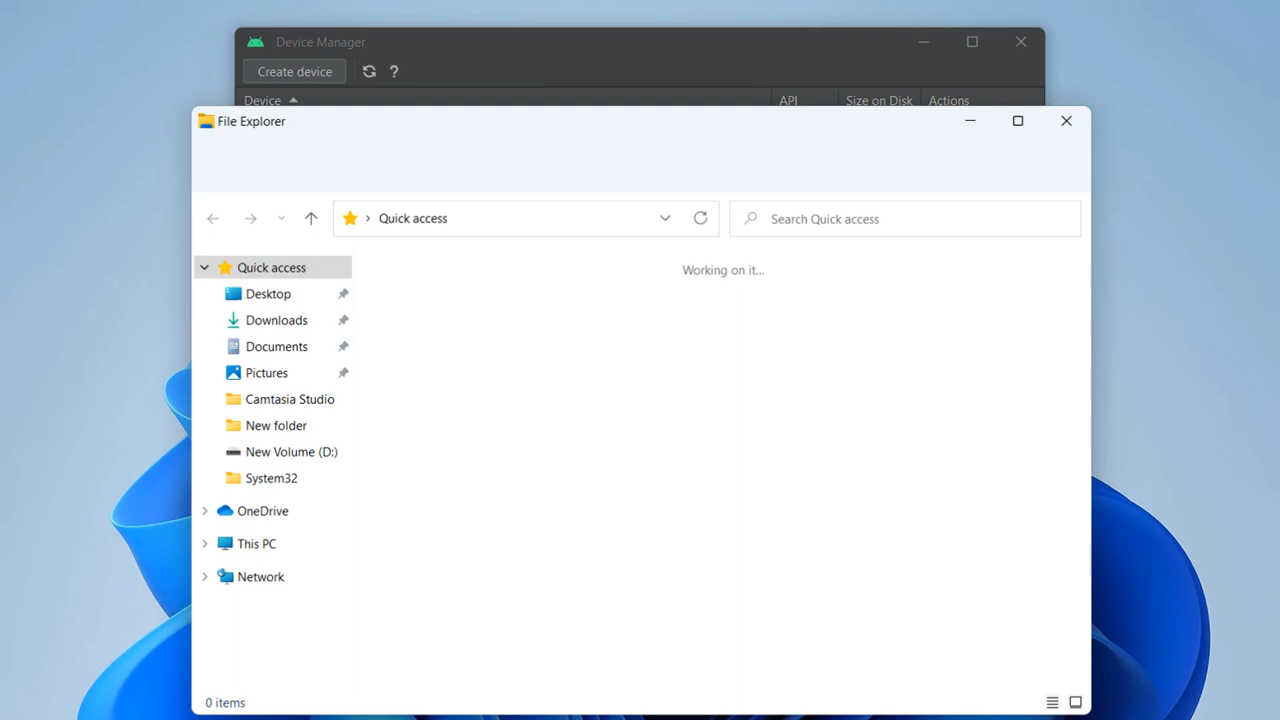 Device Manager
Create device
?
Device API Size on Disk Actions
File Explorer
Quick access
Search Quick access
Quick access
Working on it...
Desktop
Downloads
Documents
Pictures
Camtasia Studio
New folder
New Volume (D:)
System32
OneDrive
This PC
Network
0 items